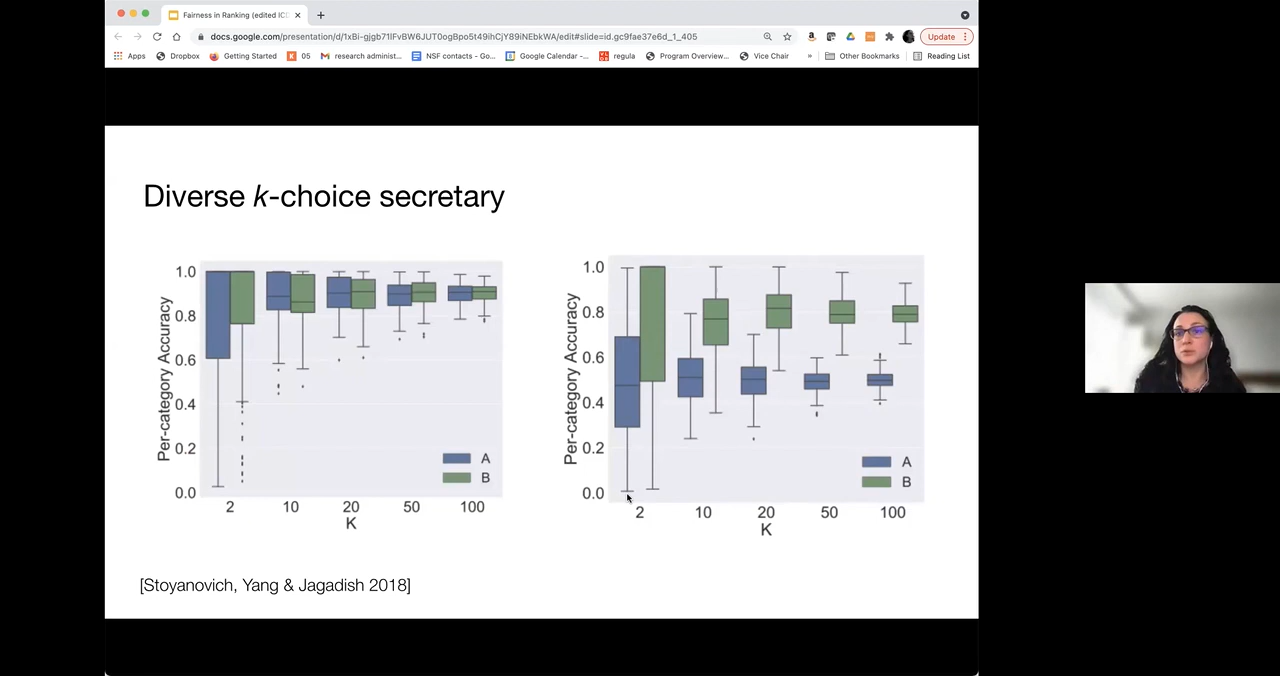 Fairness in Ranking (edited IC
docs.google.com/presentation/d/1xBi-gjgb71IFvBW6JUT0ogBpo5t49ihCjY89iNEbkWA/edit#slide=id.gc9fae37e6d_1_405
Update
Apps Dropbox Getting Started 05 research administ... NSF contacts - Go... Google Calendar -... regula Program Overview... Vice Chair » Other Bookmarks Reading List
Diverse k-choice secretary
Per-category Accuracy
1.0
0.8
0.6
0.4
0.2
0.0
A
B
2 10 20 50 100
K
Per-category Accuracy
1.0
0.8
0.6
0.4
0.2
0.0
A
B
2 10 20 50 100
K
[Stoyanovich, Yang & Jagadish 2018]